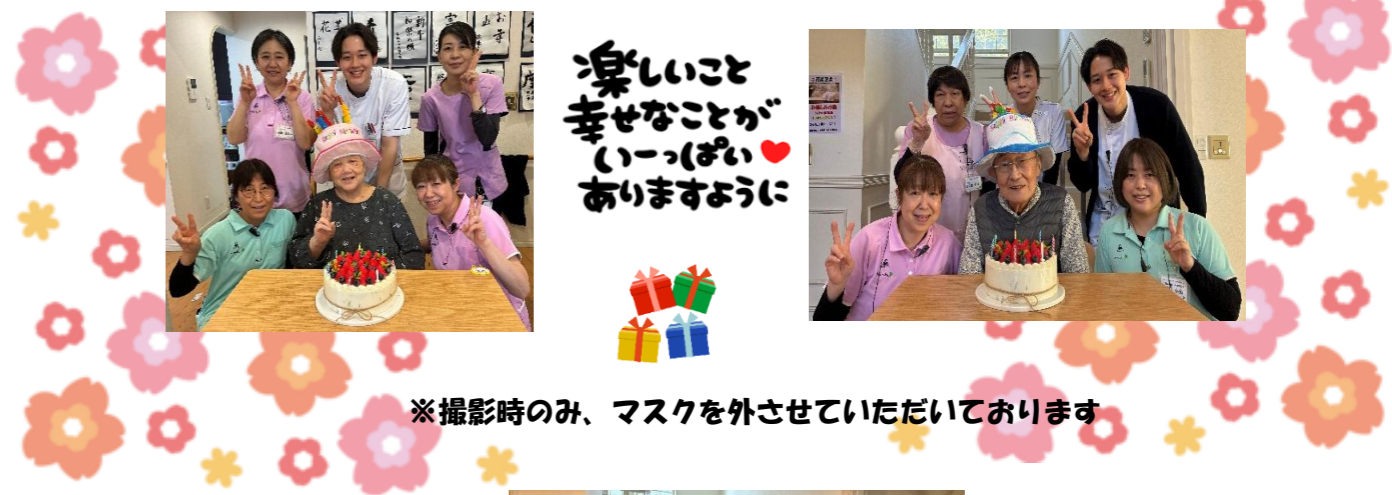 楽しいこと
幸せなことが
いーっぱい
ありますように
※撮影時のみ、マスクを外させていただいております